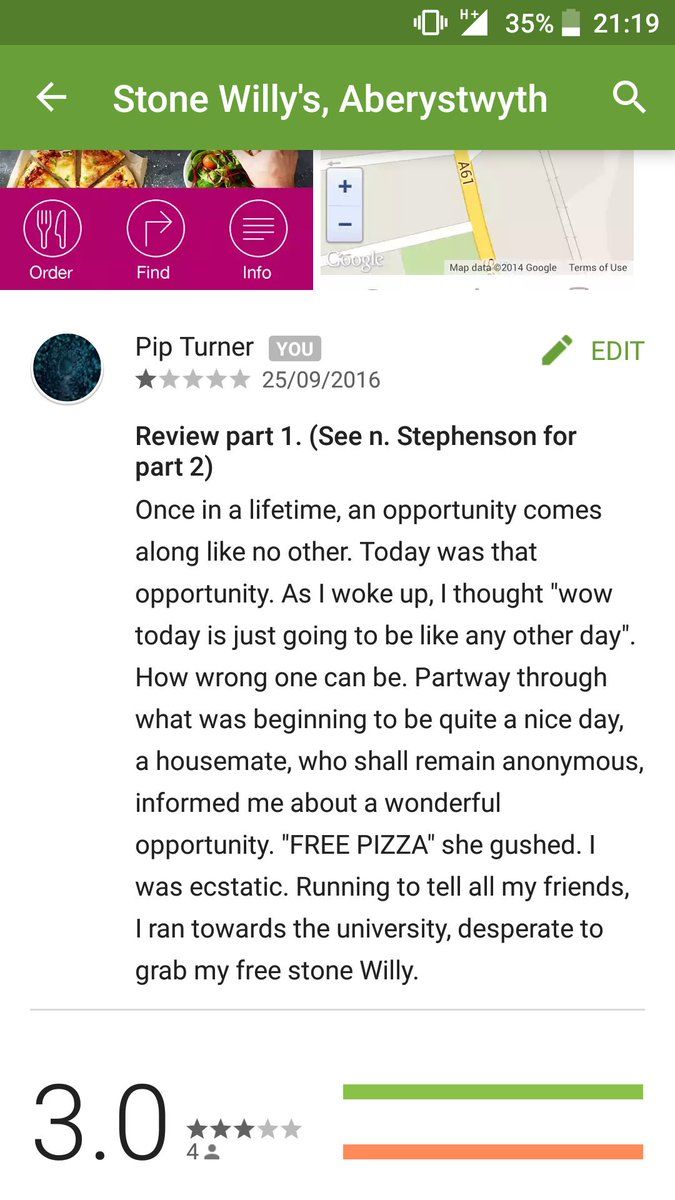 H+ 35% 21:19
Stone Willy's, Aberystwyth
A61
+
−
Order Find Info
Google
Map data ©2014 Google Terms of Use
Pip Turner YOU
EDIT
25/09/2016
Review part 1. (See n. Stephenson for
part 2)
Once in a lifetime, an opportunity comes
along like no other. Today was that
opportunity. As I woke up, I thought "wow
today is just going to be like any other day".
How wrong one can be. Partway through
what was beginning to be quite a nice day,
a housemate, who shall remain anonymous,
informed me about a wonderful
opportunity. "FREE PIZZA" she gushed. I
was ecstatic. Running to tell all my friends,
I ran towards the university, desperate to
grab my free stone Willy.
3.0
4